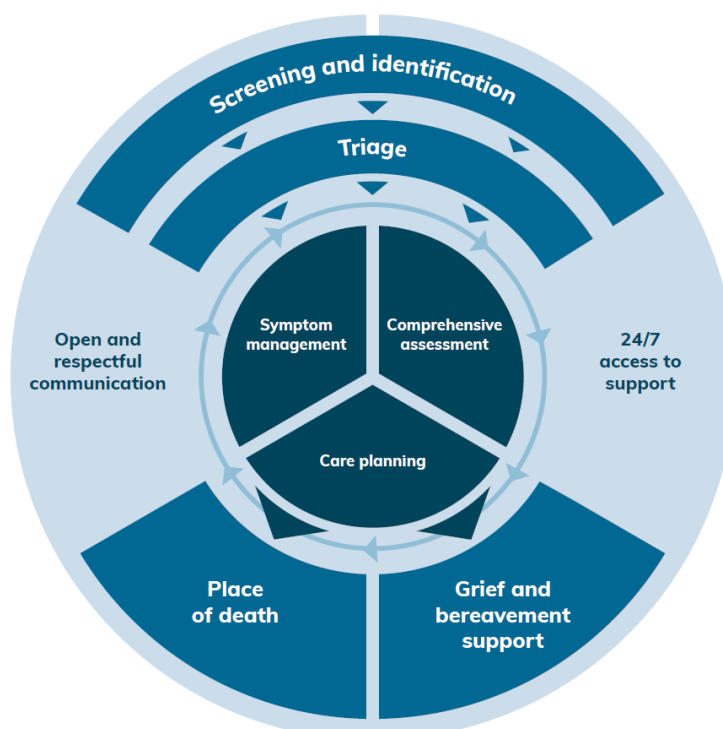 Screening and identification
Triage
Symptom
management
Comprehensive
assessment
Open and
respectful
communication
24/7
access to
support
Care planning
Place
of death
Grief and
bereavement
support